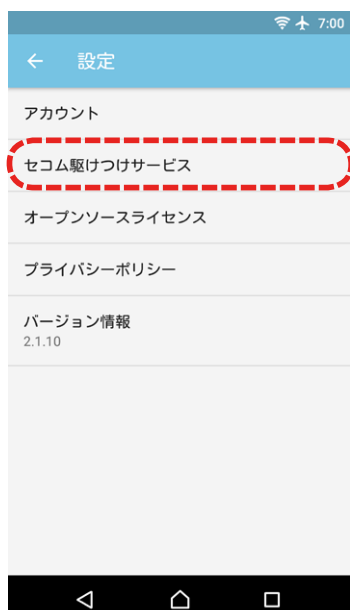 7:00
設定
アカウント
セコム駆けつけサービス
オープンソースライセンス
プライバシーポリシー
バージョン情報
2.1.10